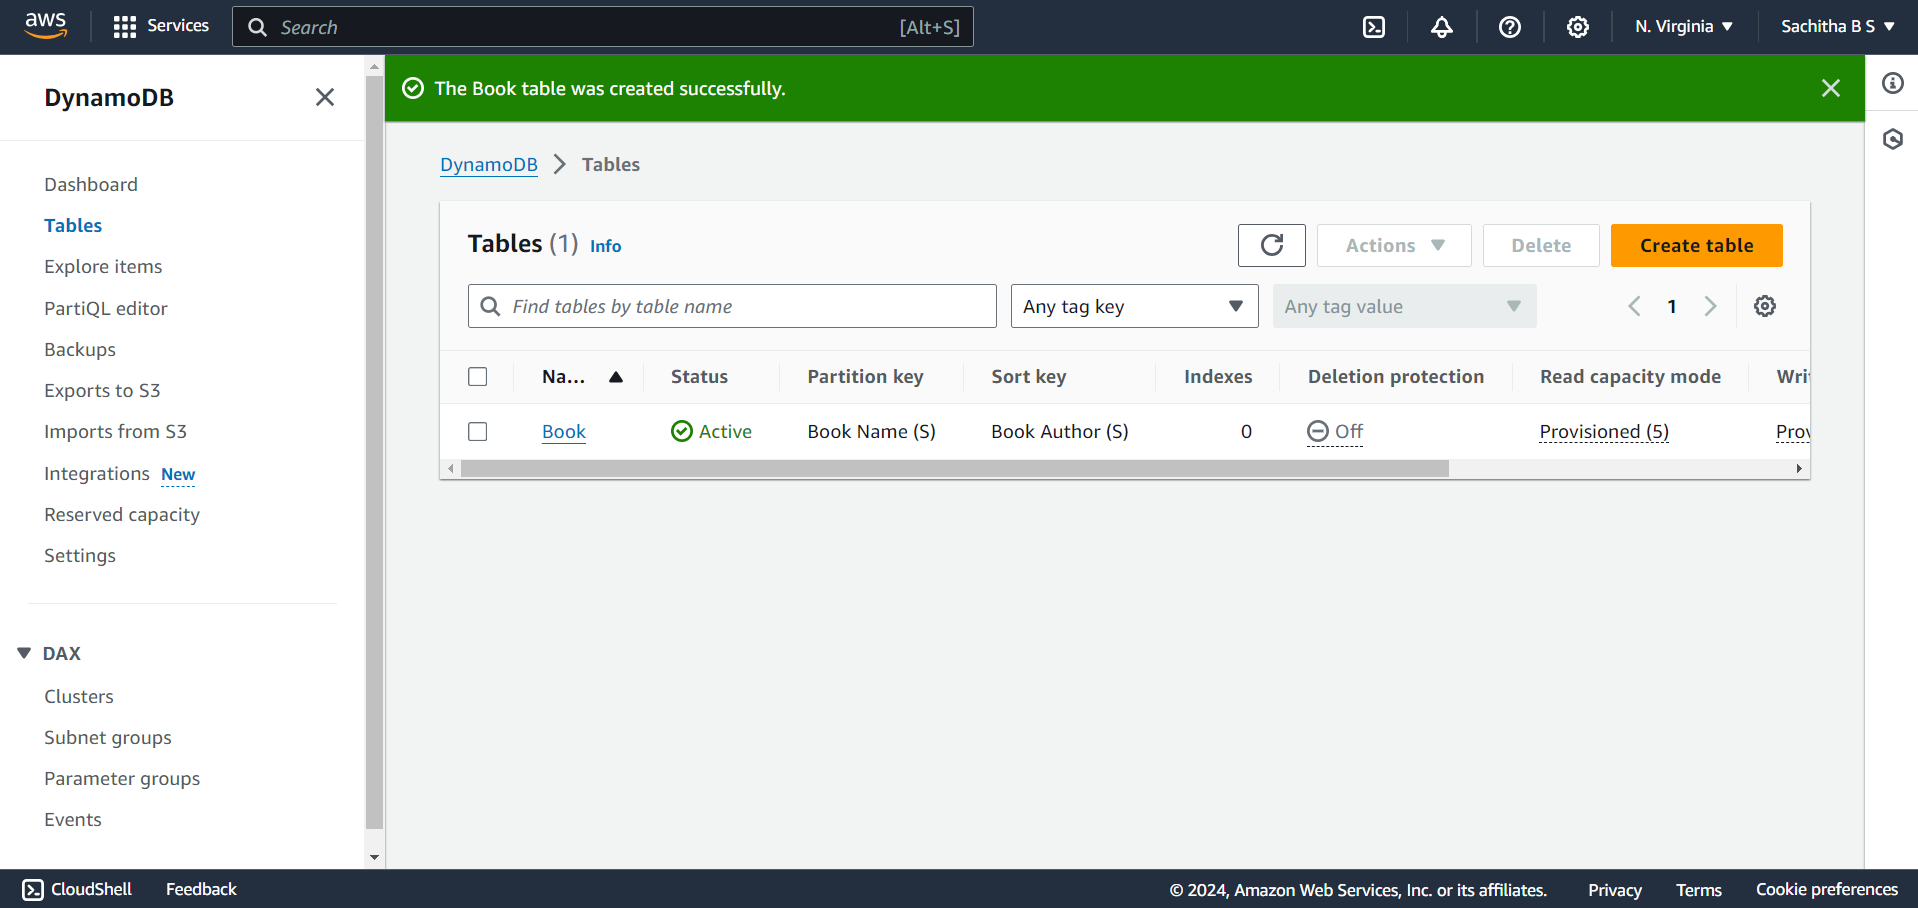 aws Services Search [Alt+S] N. Virginia Sachitha B S
DynamoDB
The Book table was created successfully.
Dashboard
Tables
Explore items
PartiQL editor
Backups
Exports to S3
Imports from S3
Integrations New
Reserved capacity
Settings
DAX
Clusters
Subnet groups
Parameter groups
Events
DynamoDB Tables
Tables (1) Info Actions Delete Create table
Find tables by table name Any tag key Any tag value 1
Na... Status Partition key Sort key Indexes Deletion protection Read capacity mode Wri
Book Active Book Name (S) Book Author (S) 0 Off Provisioned (5) Prov
CloudShell Feedback © 2024, Amazon Web Services, Inc. or its affiliates. Privacy Terms Cookie preferences